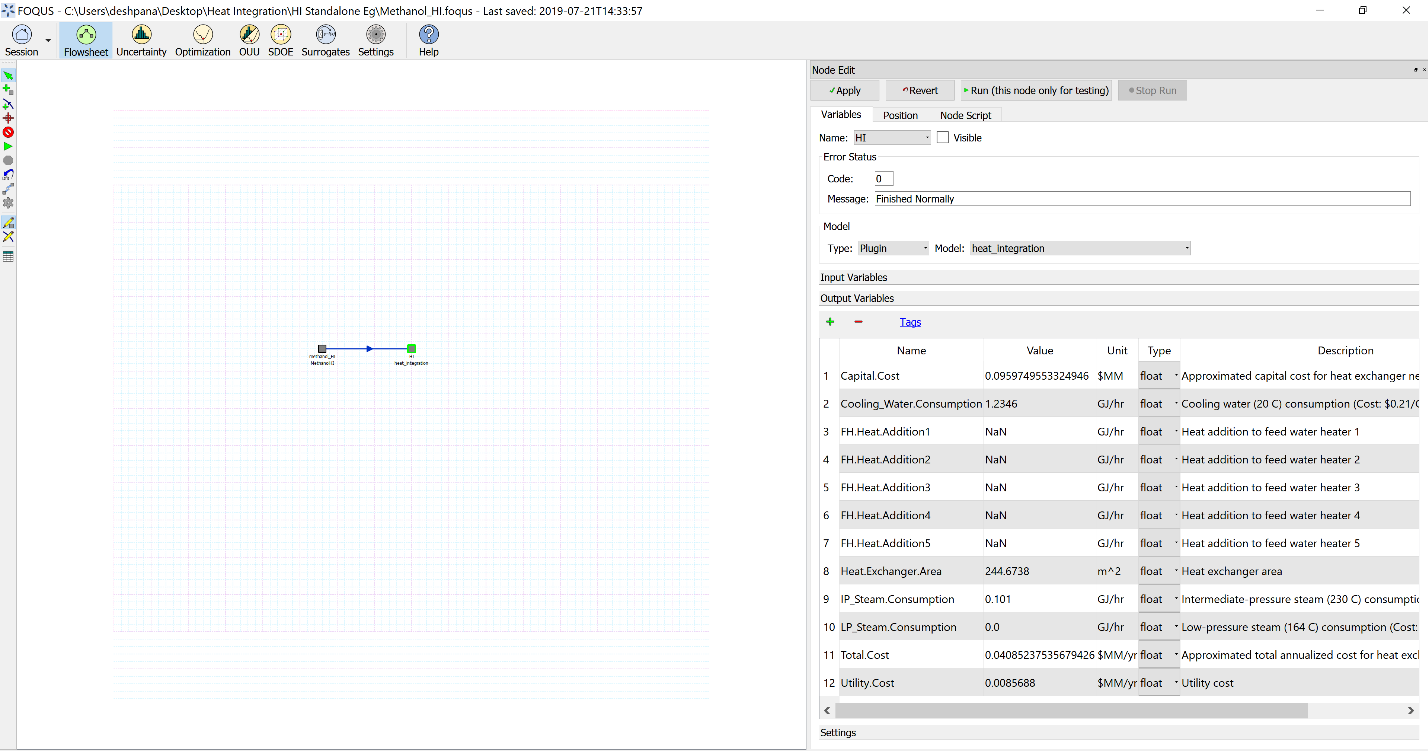 FOQUS - C:\Users\deshpana\Desktop\Heat Integration\HI Standalone Eg\Methanol_HI.foqus - Last saved: 2019-07-21T14:33:57
Session Flowsheet Uncertainty Optimization OUU SDOE Surrogates Settings Help
methanol_HI
MethanolHI
HI
heat_integration
Node Edit
Apply Revert Run (this node only for testing) Stop Run
Variables Position Node Script
Name: HI Visible
Error Status
Code: 0
Message: Finished Normally
Model
Type: Plugin Model: heat_integration
Input Variables
Output Variables
Tags
Name Value Unit Type Description
1 Capital.Cost 0.0959749553324946 $MM float Approximated capital cost for heat exchanger ne
2 Cooling_Water.Consumption 1.2346 GJ/hr float Cooling water (20 C) consumption (Cost: $0.21/G
3 FH.Heat.Addition1 NaN GJ/hr float Heat addition to feed water heater 1
4 FH.Heat.Addition2 NaN GJ/hr float Heat addition to feed water heater 2
5 FH.Heat.Addition3 NaN GJ/hr float Heat addition to feed water heater 3
6 FH.Heat.Addition4 NaN GJ/hr float Heat addition to feed water heater 4
7 FH.Heat.Addition5 NaN GJ/hr float Heat addition to feed water heater 5
8 Heat.Exchanger.Area 244.6738 m^2 float Heat exchanger area
9 IP_Steam.Consumption 0.101 GJ/hr float Intermediate-pressure steam (230 C) consumptio
10 LP_Steam.Consumption 0.0 GJ/hr float Low-pressure steam (164 C) consumption (Cost:
11 Total.Cost 0.04085237535679426 $MM/yr float Approximated total annualized cost for heat excl
12 Utility.Cost 0.0085688 $MM/yr float Utility cost
Settings